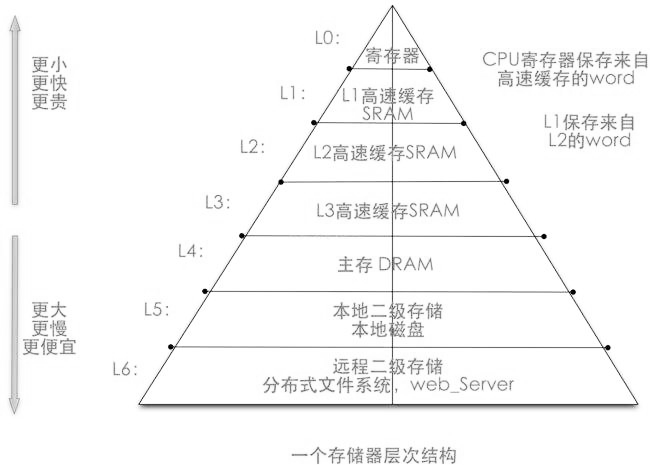 L0:
寄存器
CPU寄存器保存来自
高速缓存的word
更小
更快
更贵
L1:
L1高速缓存
SRAM
L1保存来自
L2的word
L2:
L2高速缓存SRAM
L3:
L3高速缓存SRAM
L4:
主存 DRAM
L5:
本地二级存储
本地磁盘
更大
更慢
更便宜
L6:
远程二级存储
分布式文件系统，web_Server
一个存储器层次结构